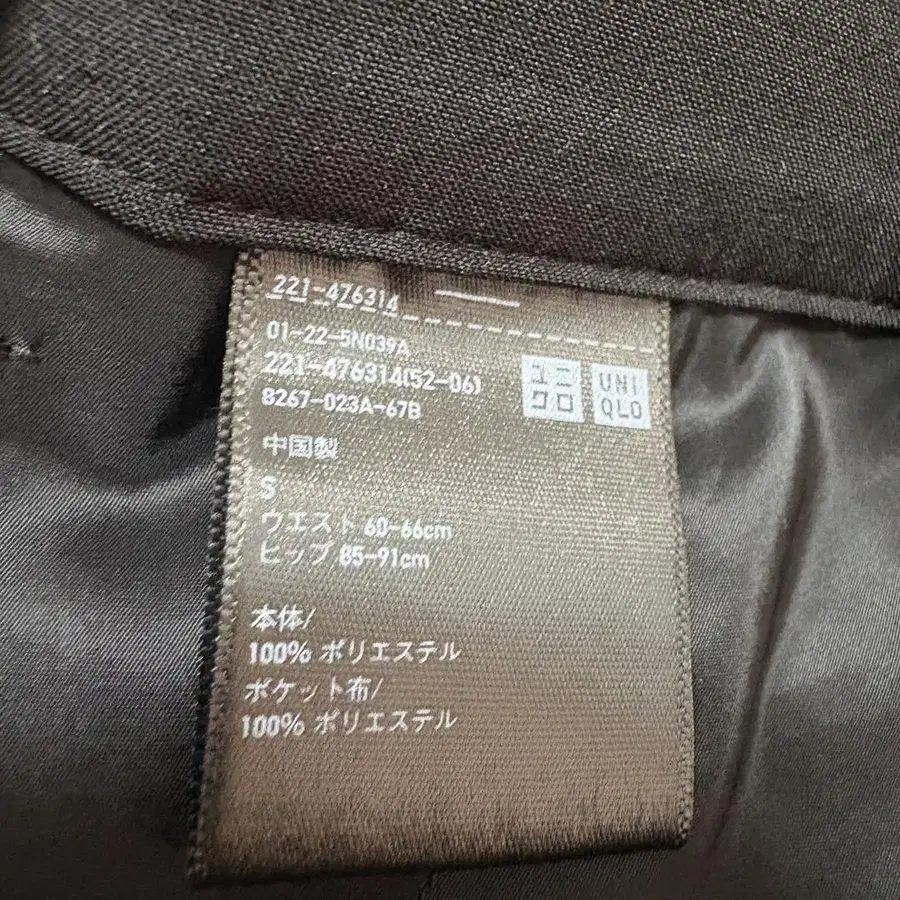 221-476314
01-22-5N039A
221-476314(52-06)
8267-023A-67B
ユニ
クロ
UNI
QLO
中国製
S
ウエスト 60-66cm
ヒップ 85-91cm
本体/
100% ポリエステル
ポケット布/
100% ポリエステル